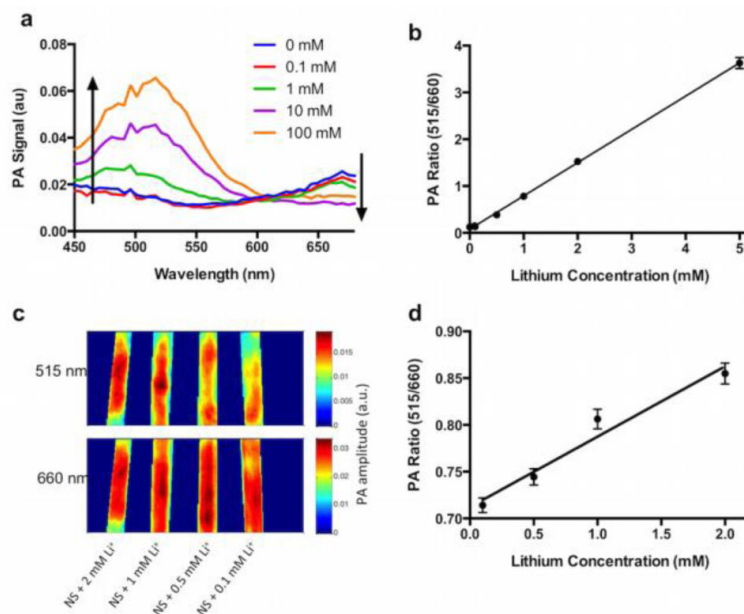 a
0.08
0.06
0.04
0.02
0.00
PA Signal (au)
450
500
550
600
650
Wavelength (nm)
0 mM
0.1 mM
1 mM
10 mM
100 mM
b
4
3
2
1
0
PA Ratio (515/660)
0
1
2
3
4
5
Lithium Concentration (mM)
c
515 nm
660 nm
0.015
0.01
0.005
0
0.03
0.02
0.01
0
PA amplitude (a.u.)
NS + 2 mM Li⁺
NS + 1 mM Li⁺
NS + 0.5 mM Li⁺
NS + 0.1 mM Li⁺
d
0.90
0.85
0.80
0.75
0.70
PA Ratio (515/660)
0.0
0.5
1.0
2.0
Lithium Concentration (mM)